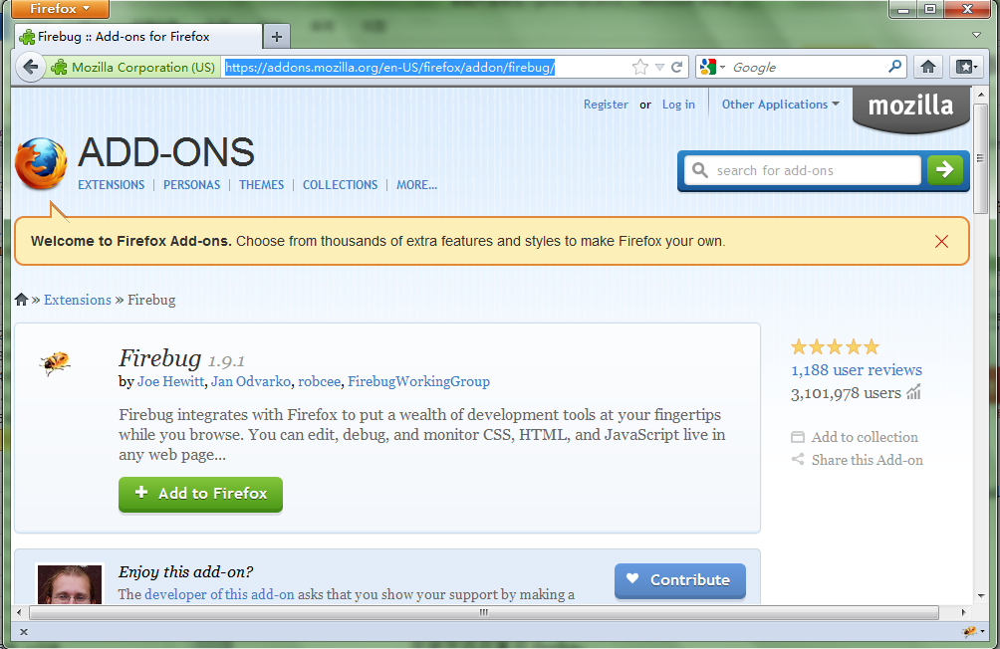 Firefox
Firebug :: Add-ons for Firefox
Mozilla Corporation (US) https://addons.mozilla.org/en-US/firefox/addon/firebug/ Google
Register or Log in Other Applications mozilla
ADD-ONS
EXTENSIONS PERSONAS THEMES COLLECTIONS MORE...
search for add-ons
Welcome to Firefox Add-ons. Choose from thousands of extra features and styles to make Firefox your own.
» Extensions » Firebug
Firebug 1.9.1
by Joe Hewitt, Jan Odvarko, robcee, FirebugWorkingGroup
Firebug integrates with Firefox to put a wealth of development tools at your fingertips
while you browse. You can edit, debug, and monitor CSS, HTML, and JavaScript live in
any web page...
Add to Firefox
1,188 user reviews
3,101,978 users
Add to collection
Share this Add-on
Enjoy this add-on?
The developer of this add-on asks that you show your support by making a
Contribute